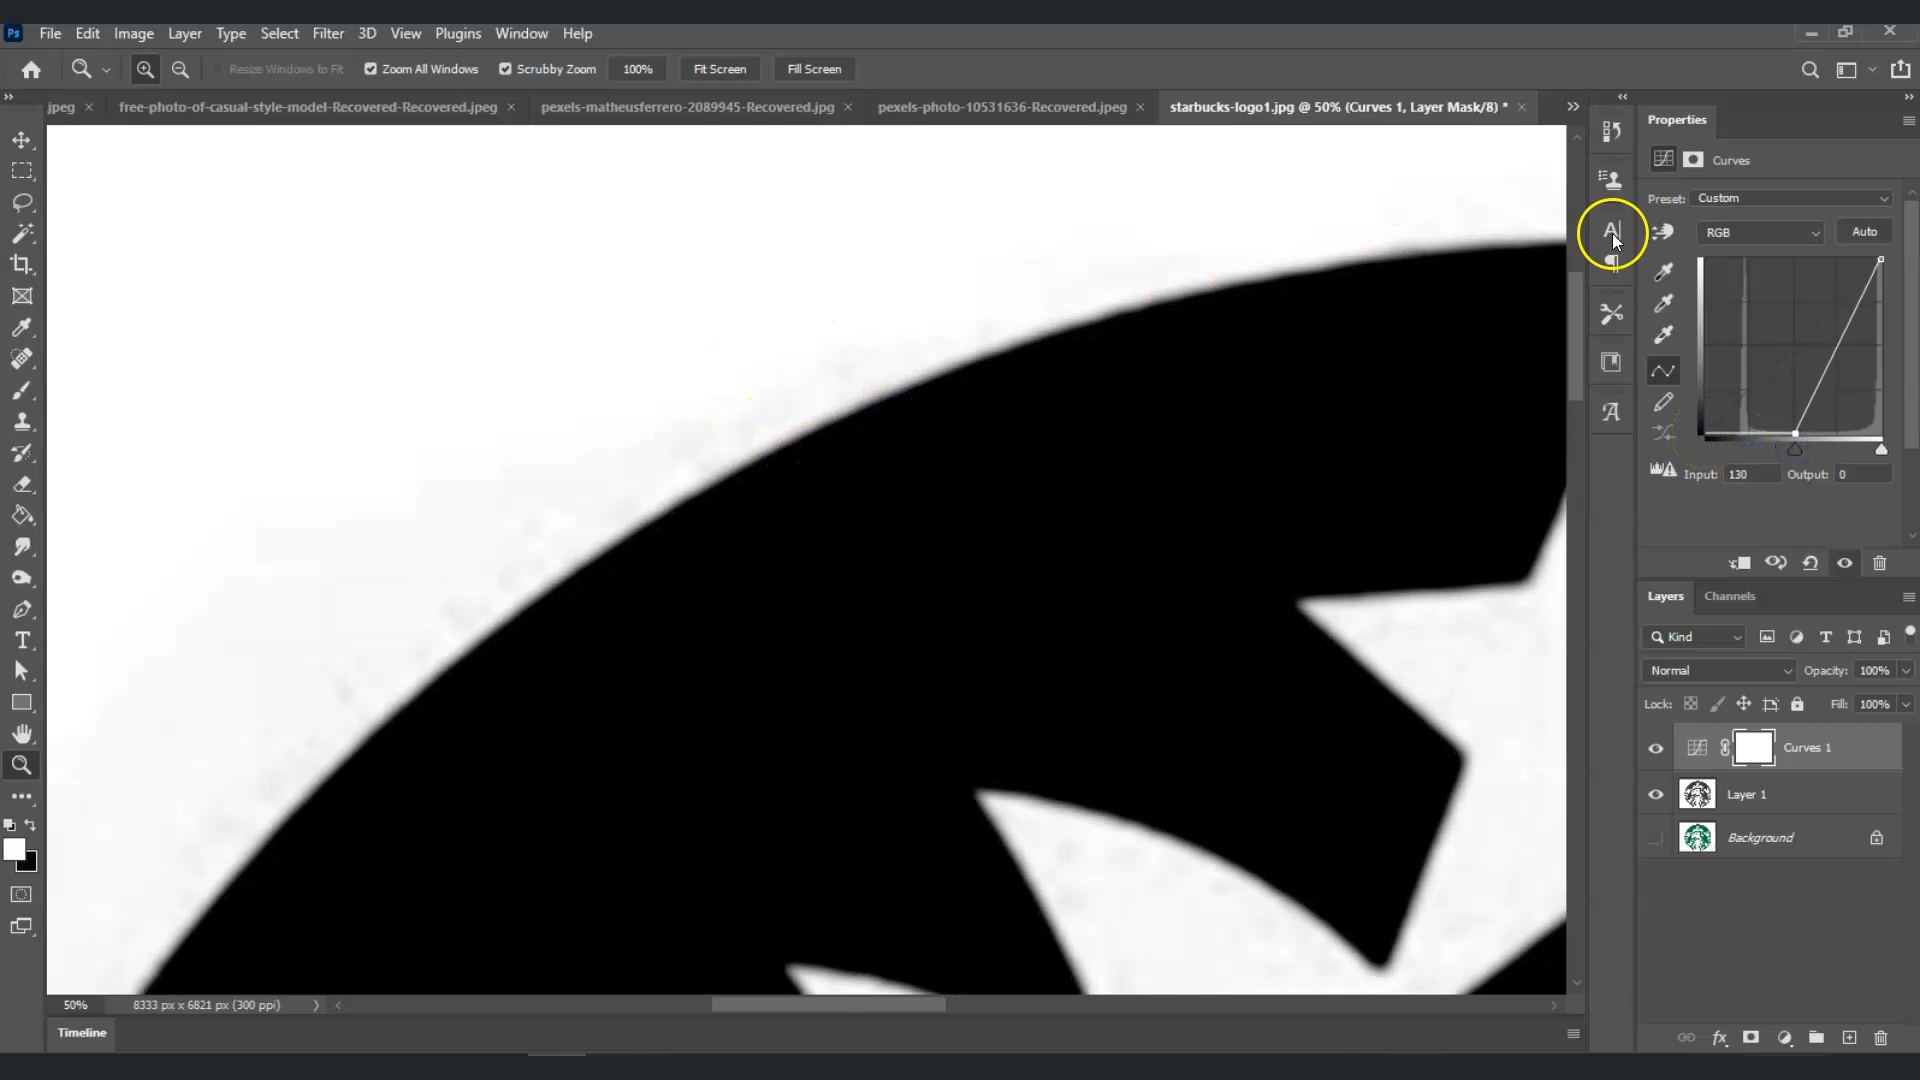 Ps File Edit Image Layer Type Select Filter 3D View Plugins Window Help
Resize Windows to Fit Zoom All Windows Scrubby Zoom 100% Fit Screen Fill Screen
jpeg × free-photo-of-casual-style-model-Recovered-Recovered.jpeg × pexels-matheusferrero-2089945-Recovered.jpg × pexels-photo-10531636-Recovered.jpeg × starbucks-logo1.jpg @ 50% (Curves 1, Layer Mask/8) * ×
Properties
Curves
Preset: Custom
RGB Auto
Input: 130 Output: 0
Layers Channels
Kind
Normal Opacity: 100%
Lock: Fill: 100%
Curves 1
Layer 1
Background
50% 8333 px x 6821 px (300 ppi)
Timeline